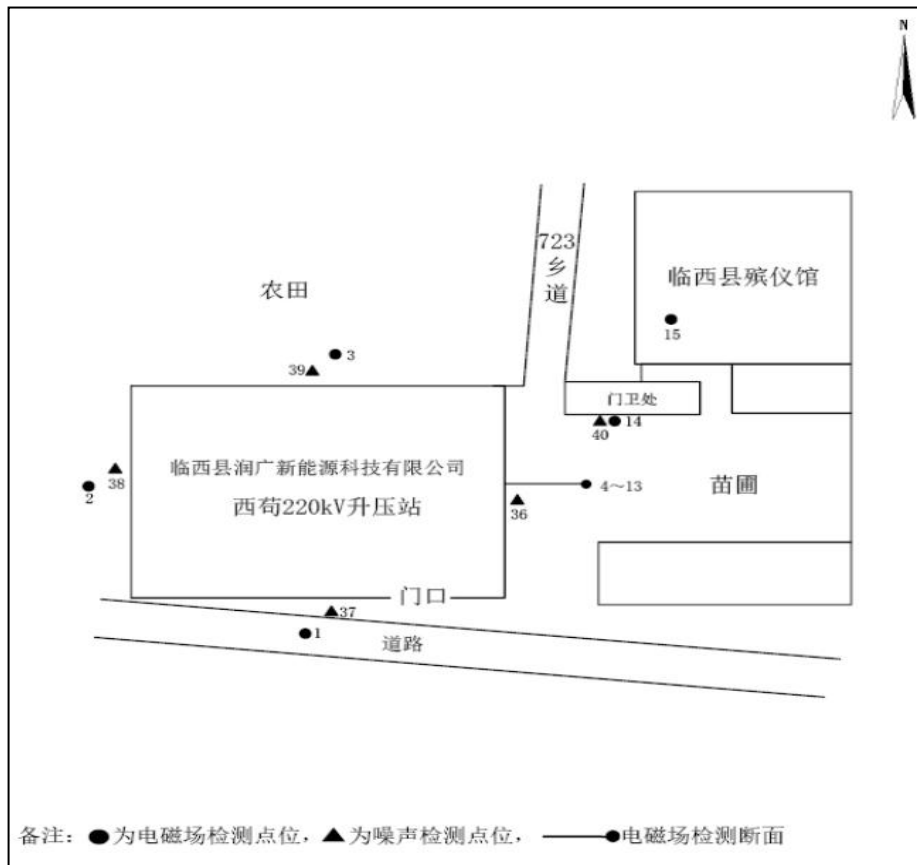 N
723
乡
道
临西县殡仪馆
农田
15
3
39
门卫处
14
40
临西县润广新能源科技有限公司
西荀220kV升压站
38
2
4～13
苗圃
36
门口
37
1
道路
备注：●为电磁场检测点位，▲为噪声检测点位，——●电磁场检测断面